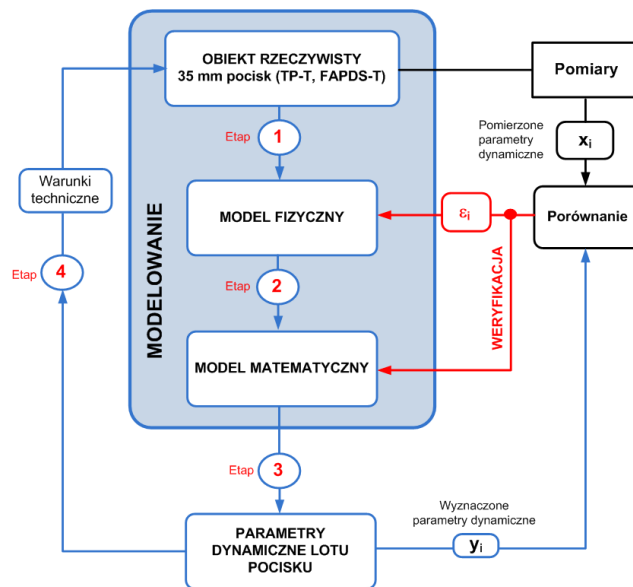 OBIEKT RZECZYWISTY
35 mm pocisk (TP-T, FAPDS-T)
Pomiary
Etap
1
Pomierzone
parametry
dynamiczne
xi
Warunki
techniczne
MODELOWANIE
MODEL FIZYCZNY
εi
Porównanie
Etap
4
Etap
2
WERYFIKACJA
MODEL MATEMATYCZNY
Etap
3
Wyznaczone
parametry dynamiczne
yi
PARAMETRY
DYNAMICZNE LOTU
POCISKU